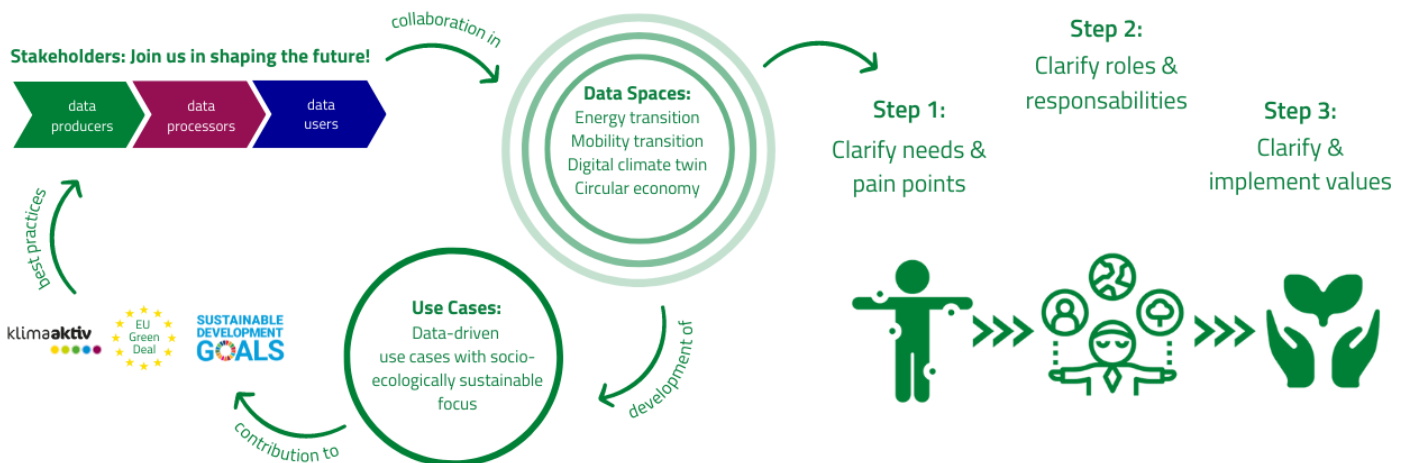 Stakeholders: Join us in shaping the future!
data
producers
data
processors
data
users
collaboration in
Data Spaces:
Energy transition
Mobility transition
Digital climate twin
Circular economy
development of
Use Cases:
Data-driven
use cases with socio-
ecologically sustainable
focus
contribution to
klimaaktiv
EU
Green
Deal
SUSTAINABLE
DEVELOPMENT
GOALS
best practices
Step 1:
Clarify needs &
pain points
Step 2:
Clarify roles &
responsabilities
Step 3:
Clarify &
implement values